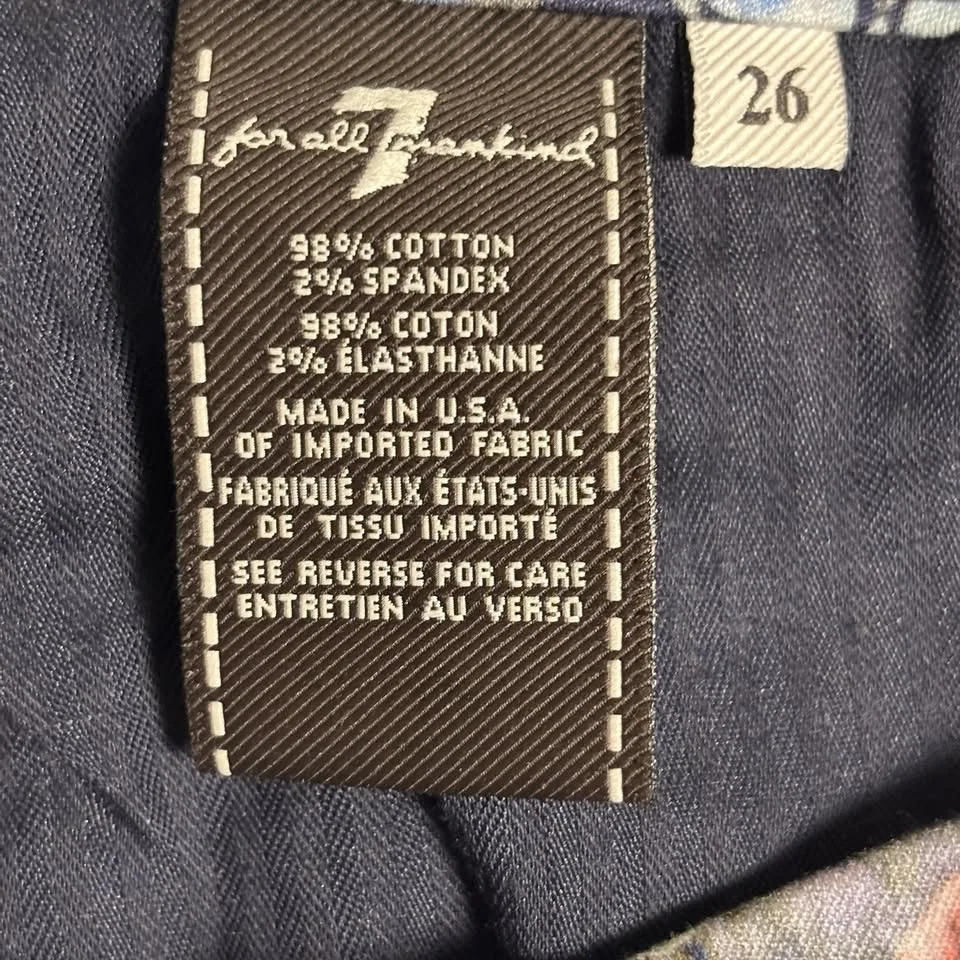 7
for all mankind
26
98% COTTON
2% SPANDEX
98% COTON
2% ÉLASTHANNE
MADE IN U.S.A.
OF IMPORTED FABRIC
FABRIQUÉ AUX ÉTATS-UNIS
DE TISSU IMPORTÉ
SEE REVERSE FOR CARE
ENTRETIEN AU VERSO